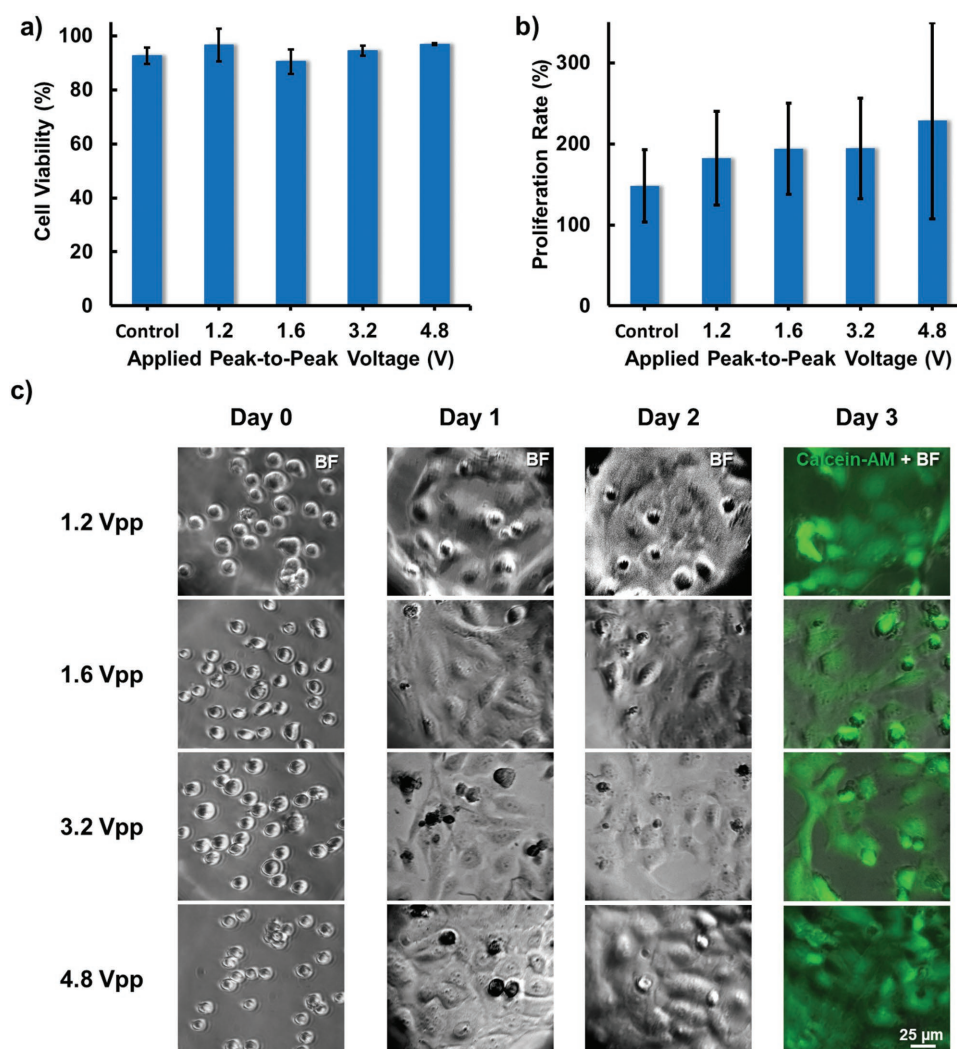 a)
100
80
60
40
20
0
Cell Viability (%)
Control 1.2 1.6 3.2 4.8
Applied Peak-to-Peak Voltage (V)
b)
300
200
100
0
Proliferation Rate (%)
Control 1.2 1.6 3.2 4.8
Applied Peak-to-Peak Voltage (V)
c)
Day 0 Day 1 Day 2 Day 3
BF BF BF Calcein-AM + BF
1.2 Vpp
1.6 Vpp
3.2 Vpp
4.8 Vpp
25 µm